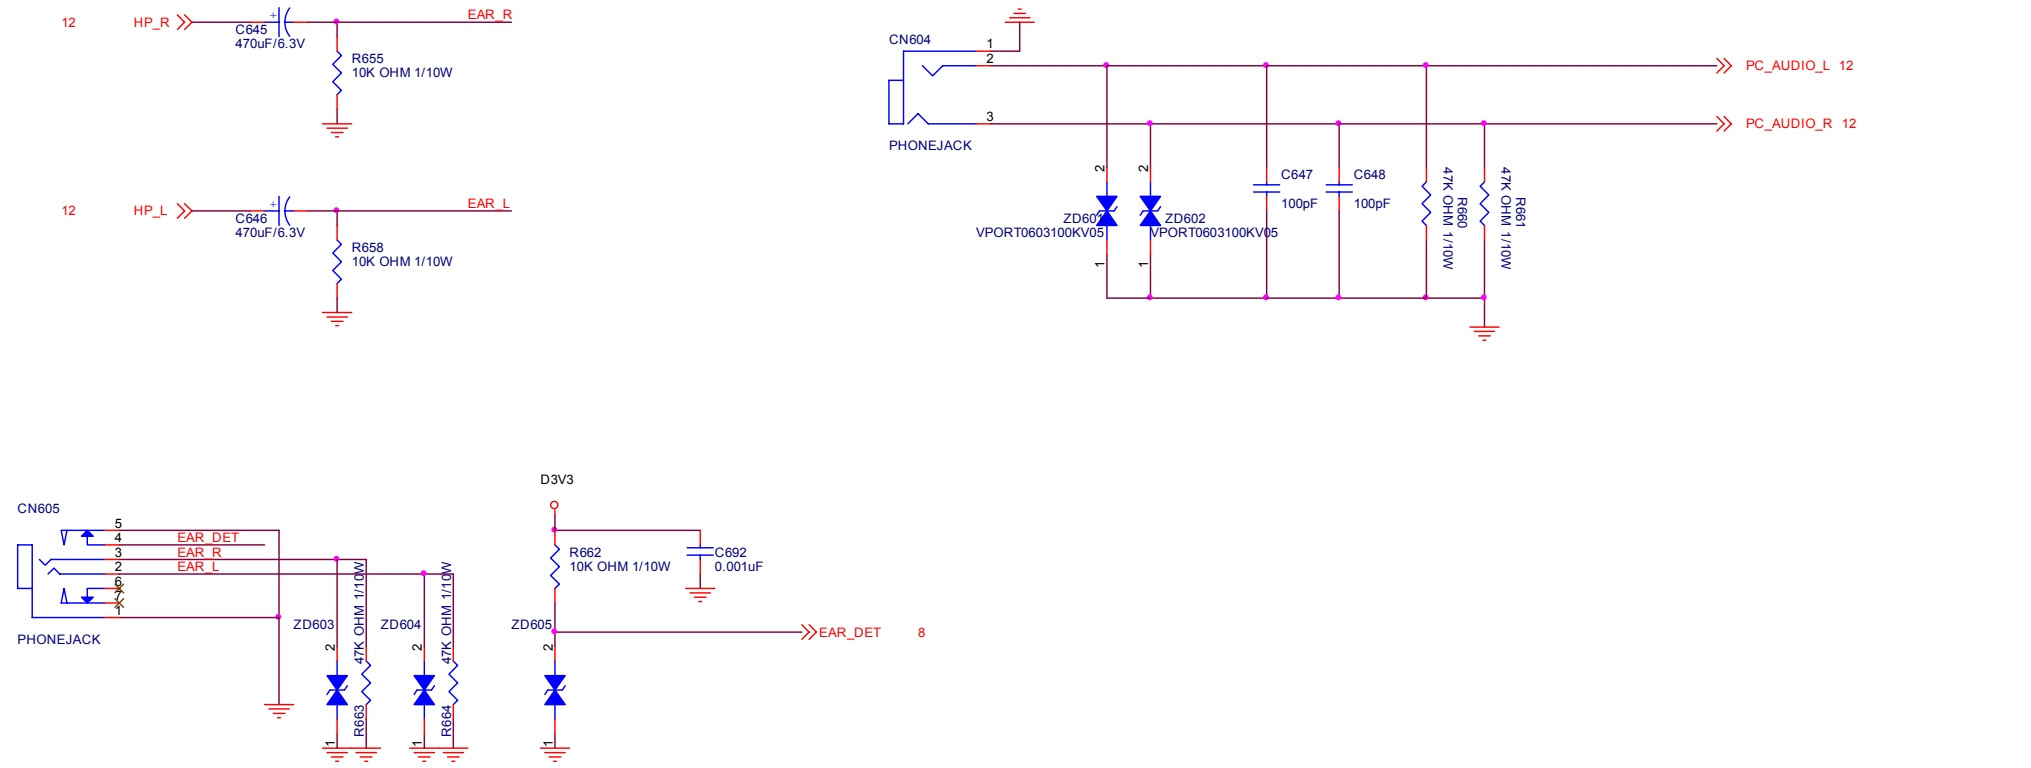 12 HP_R
+
C645
470uF/6.3V
EAR_R
R655
10K OHM 1/10W
12 HP_L
+
C646
470uF/6.3V
EAR_L
R658
10K OHM 1/10W
CN604
1
2
3
PHONEJACK
PC_AUDIO_L 12
PC_AUDIO_R 12
2
2
ZD601
VPORT0603100KV05
1
ZD602
VPORT0603100KV05
1
C647
100pF
C648
100pF
R660
47K OHM 1/10W
R661
47K OHM 1/10W
CN605
5
4
3
2
6
7
1
EAR_DET
EAR_R
EAR_L
PHONEJACK
ZD603
2
1
47K OHM 1/10W
R663
ZD604
2
1
47K OHM 1/10W
R664
D3V3
R662
10K OHM 1/10W
C692
0.001uF
ZD605
2
1
EAR_DET 8